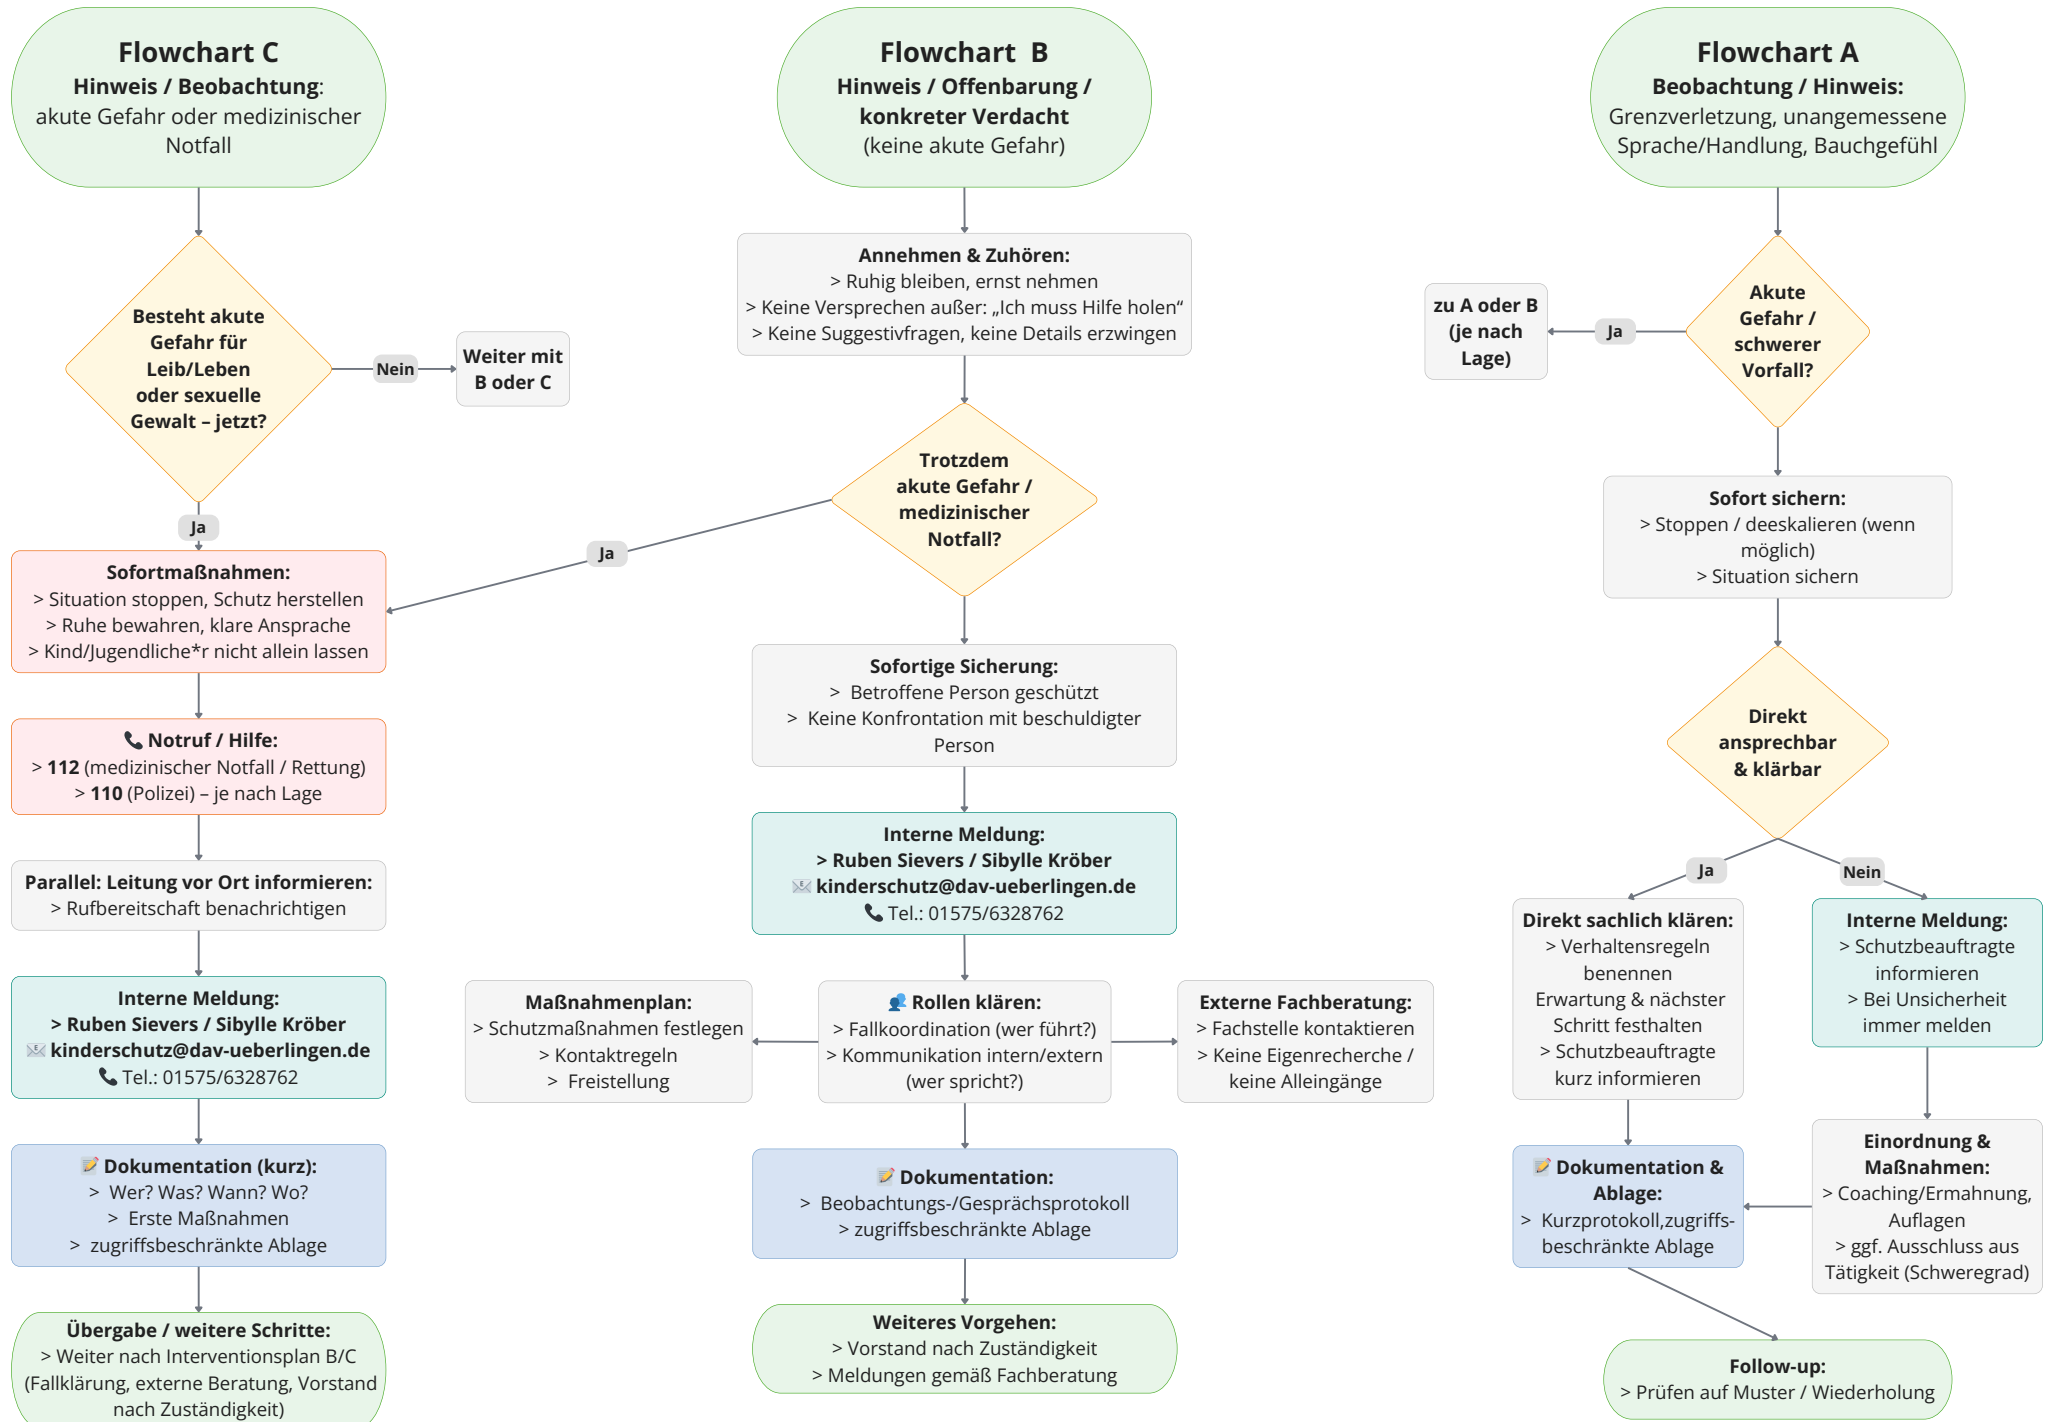 Flowchart C
Hinweis / Beobachtung:
akute Gefahr oder medizinischer
Notfall
Besteht akute
Gefahr für
Leib/Leben
oder sexuelle
Gewalt – jetzt?
Nein
Weiter mit
B oder C
Ja
Sofortmaßnahmen:
> Situation stoppen, Schutz herstellen
> Ruhe bewahren, klare Ansprache
> Kind/Jugendliche*r nicht allein lassen
📞 Notruf / Hilfe:
> 112 (medizinischer Notfall / Rettung)
> 110 (Polizei) – je nach Lage
Parallel: Leitung vor Ort informieren:
> Rufbereitschaft benachrichtigen
Interne Meldung:
> Ruben Sievers / Sibylle Kröber
📧 kinderschutz@dav-ueberlingen.de
📞 Tel.: 01575/6328762
📝 Dokumentation (kurz):
> Wer? Was? Wann? Wo?
> Erste Maßnahmen
> zugriffsbeschränkte Ablage
Übergabe / weitere Schritte:
> Weiter nach Interventionsplan B/C
(Fallklärung, externe Beratung, Vorstand
nach Zuständigkeit)
Flowchart B
Hinweis / Offenbarung /
konkreter Verdacht
(keine akute Gefahr)
Annehmen & Zuhören:
> Ruhig bleiben, ernst nehmen
> Keine Versprechen außer: „Ich muss Hilfe holen“
> Keine Suggestivfragen, keine Details erzwingen
Trotzdem
akute Gefahr /
medizinischer
Notfall?
Ja
Sofortige Sicherung:
> Betroffene Person geschützt
> Keine Konfrontation mit beschuldigter
Person
Interne Meldung:
> Ruben Sievers / Sibylle Kröber
📧 kinderschutz@dav-ueberlingen.de
📞 Tel.: 01575/6328762
Maßnahmenplan:
> Schutzmaßnahmen festlegen
> Kontaktregeln
> Freistellung
👥 Rollen klären:
> Fallkoordination (wer führt?)
> Kommunikation intern/extern
(wer spricht?)
Externe Fachberatung:
> Fachstelle kontaktieren
> Keine Eigenrecherche /
keine Alleingänge
📝 Dokumentation:
> Beobachtungs-/Gesprächsprotokoll
> zugriffsbeschränkte Ablage
Weiteres Vorgehen:
> Vorstand nach Zuständigkeit
> Meldungen gemäß Fachberatung
Flowchart A
Beobachtung / Hinweis:
Grenzverletzung, unangemessene
Sprache/Handlung, Bauchgefühl
Akute
Gefahr /
schwerer
Vorfall?
Ja
zu A oder B
(je nach
Lage)
Sofort sichern:
> Stoppen / deeskalieren (wenn
möglich)
> Situation sichern
Direkt
ansprechbar
& klärbar
Ja
Nein
Direkt sachlich klären:
> Verhaltensregeln
benennen
Erwartung & nächster
Schritt festhalten
> Schutzbeauftragte
kurz informieren
Interne Meldung:
> Schutzbeauftragte
informieren
> Bei Unsicherheit
immer melden
Einordnung &
Maßnahmen:
> Coaching/Ermahnung,
Auflagen
> ggf. Ausschluss aus
Tätigkeit (Schweregrad)
📝 Dokumentation &
Ablage:
> Kurzprotokoll,zugriffs-
beschränkte Ablage
Follow-up:
> Prüfen auf Muster / Wiederholung